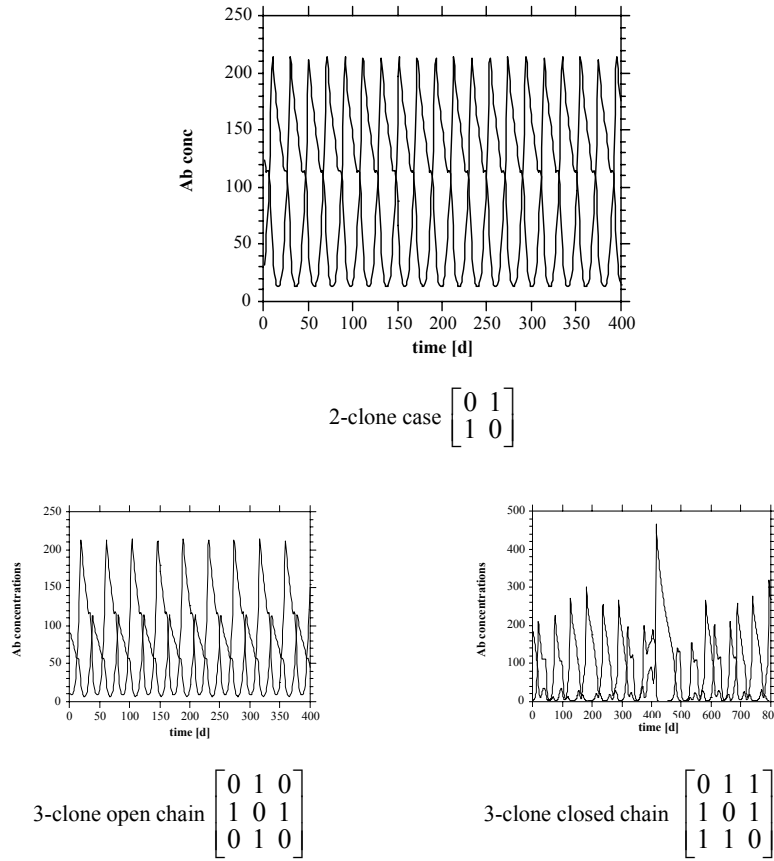 250
200
150
100
50
0
Ab conc
0 50 100 150 200 250 300 350 400
time [d]
2-clone case [0 1
1 0]
250
200
150
100
50
0
Ab concentrations
0 50 100 150 200 250 300 350 400
time [d]
500
400
300
200
100
0
Ab concentrations
0 100 200 300 400 500 600 700 800
time [d]
3-clone open chain [0 1 0
1 0 1
0 1 0]
3-clone closed chain [0 1 1
1 0 1
1 1 0]